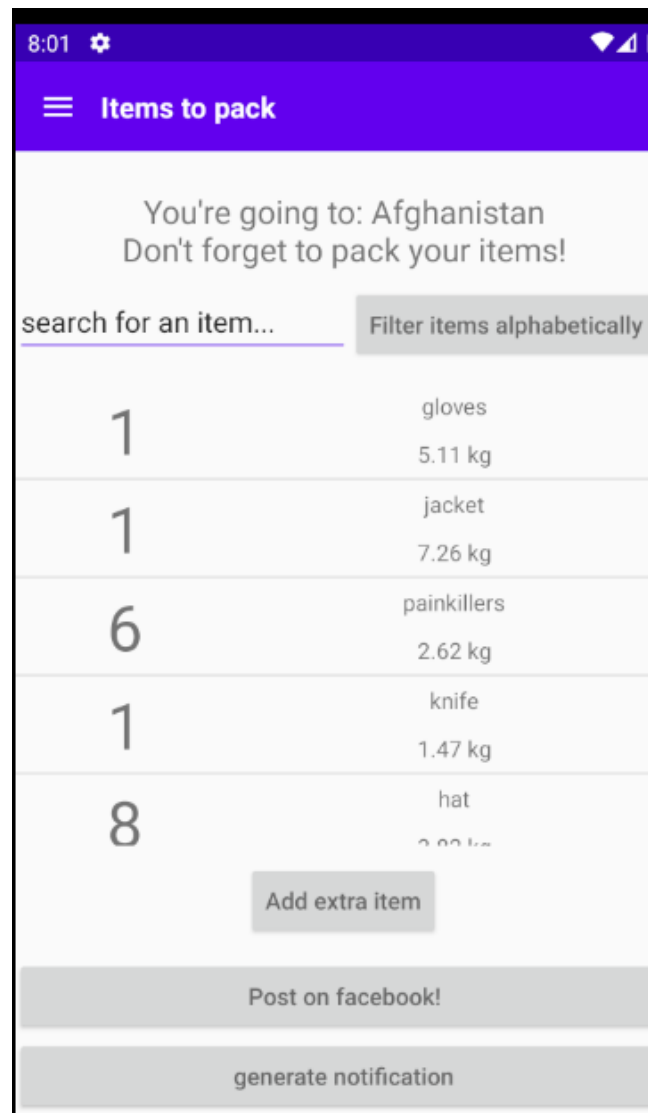 8:01
Items to pack
You're going to: Afghanistan
Don't forget to pack your items!
search for an item...
Filter items alphabetically
1
gloves
5.11 kg
1
jacket
7.26 kg
6
painkillers
2.62 kg
1
knife
1.47 kg
8
hat
Add extra item
Post on facebook!
generate notification